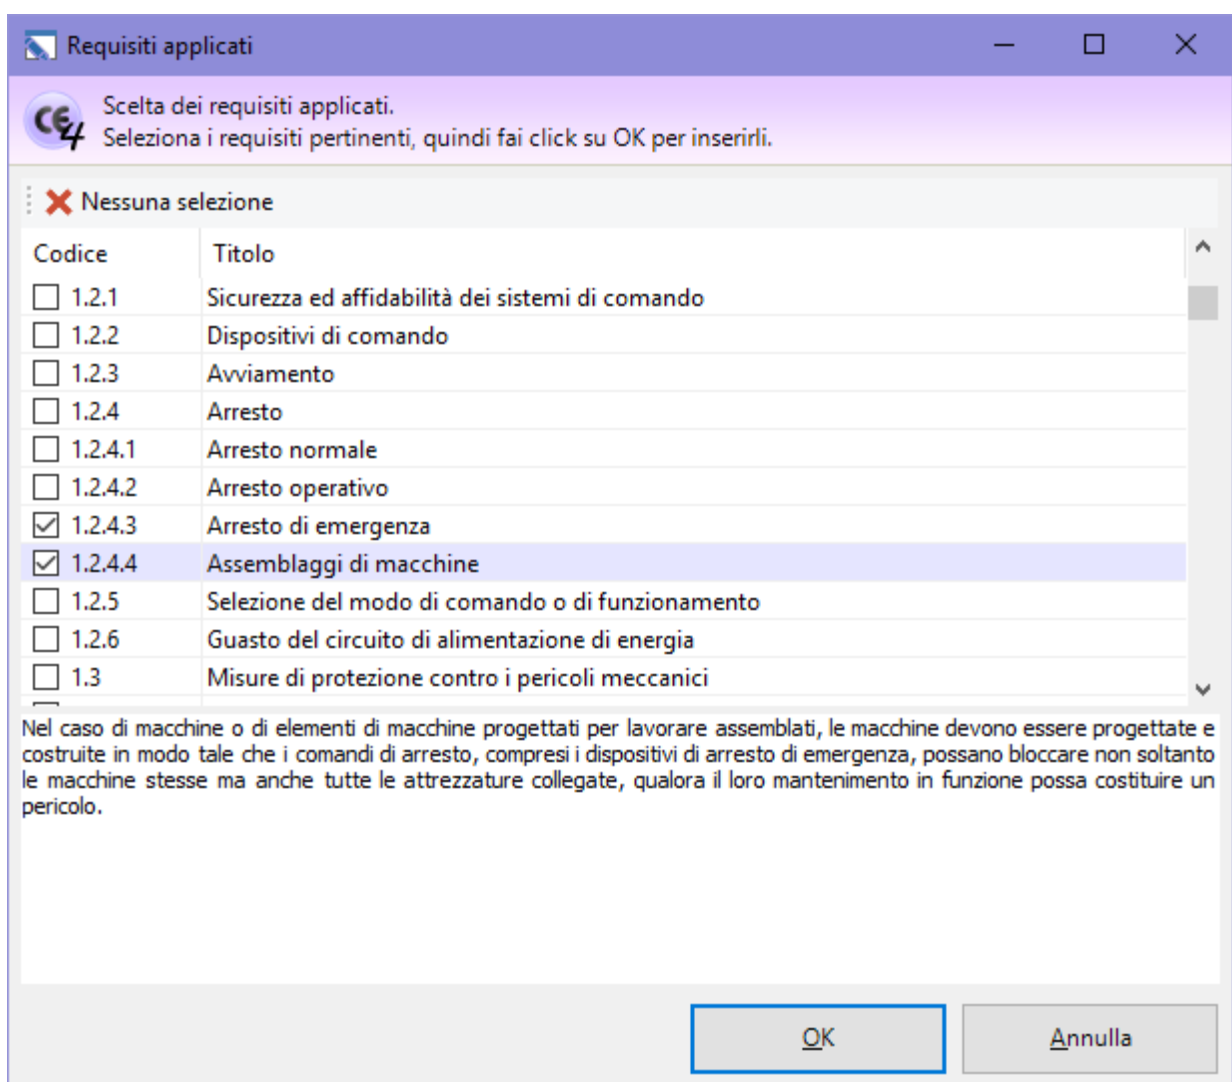 Requisiti applicati
CE4
Scelta dei requisiti applicati.
Seleziona i requisiti pertinenti, quindi fai click su OK per inserirli.
Nessuna selezione
Codice Titolo
1.2.1 Sicurezza ed affidabilità dei sistemi di comando
1.2.2 Dispositivi di comando
1.2.3 Avviamento
1.2.4 Arresto
1.2.4.1 Arresto normale
1.2.4.2 Arresto operativo
1.2.4.3 Arresto di emergenza
1.2.4.4 Assemblaggi di macchine
1.2.5 Selezione del modo di comando o di funzionamento
1.2.6 Guasto del circuito di alimentazione di energia
1.3 Misure di protezione contro i pericoli meccanici
Nel caso di macchine o di elementi di macchine progettati per lavorare assemblati, le macchine devono essere progettate e
costruite in modo tale che i comandi di arresto, compresi i dispositivi di arresto di emergenza, possano bloccare non soltanto
le macchine stesse ma anche tutte le attrezzature collegate, qualora il loro mantenimento in funzione possa costituire un
pericolo.
OK Annulla